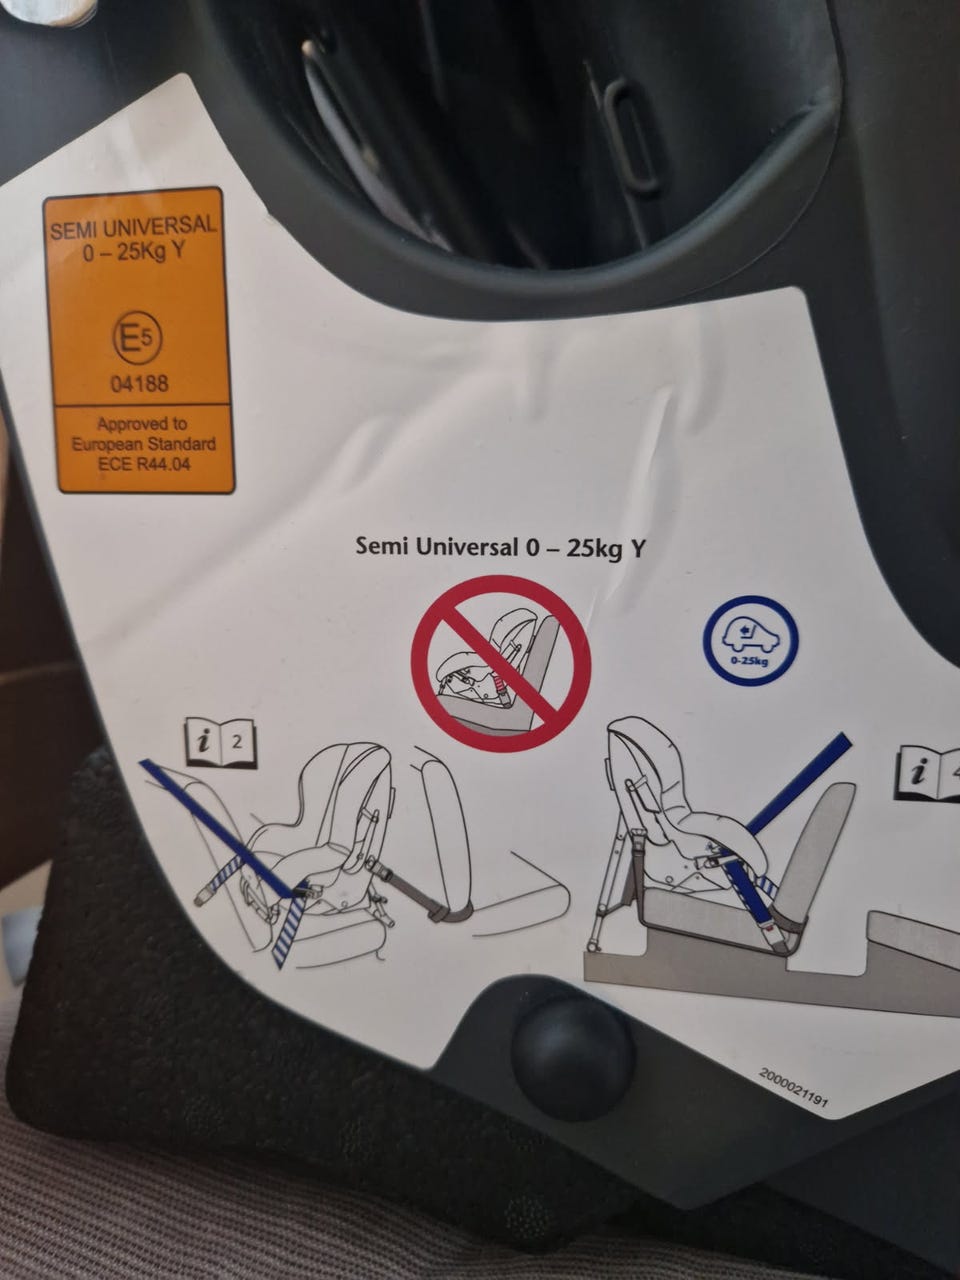 SEMI UNIVERSAL
0 – 25Kg Y
E5
04188
Approved to
European Standard
ECE R44.04
Semi Universal 0 – 25kg Y
0-25kg
i 2
i 4
2000021191